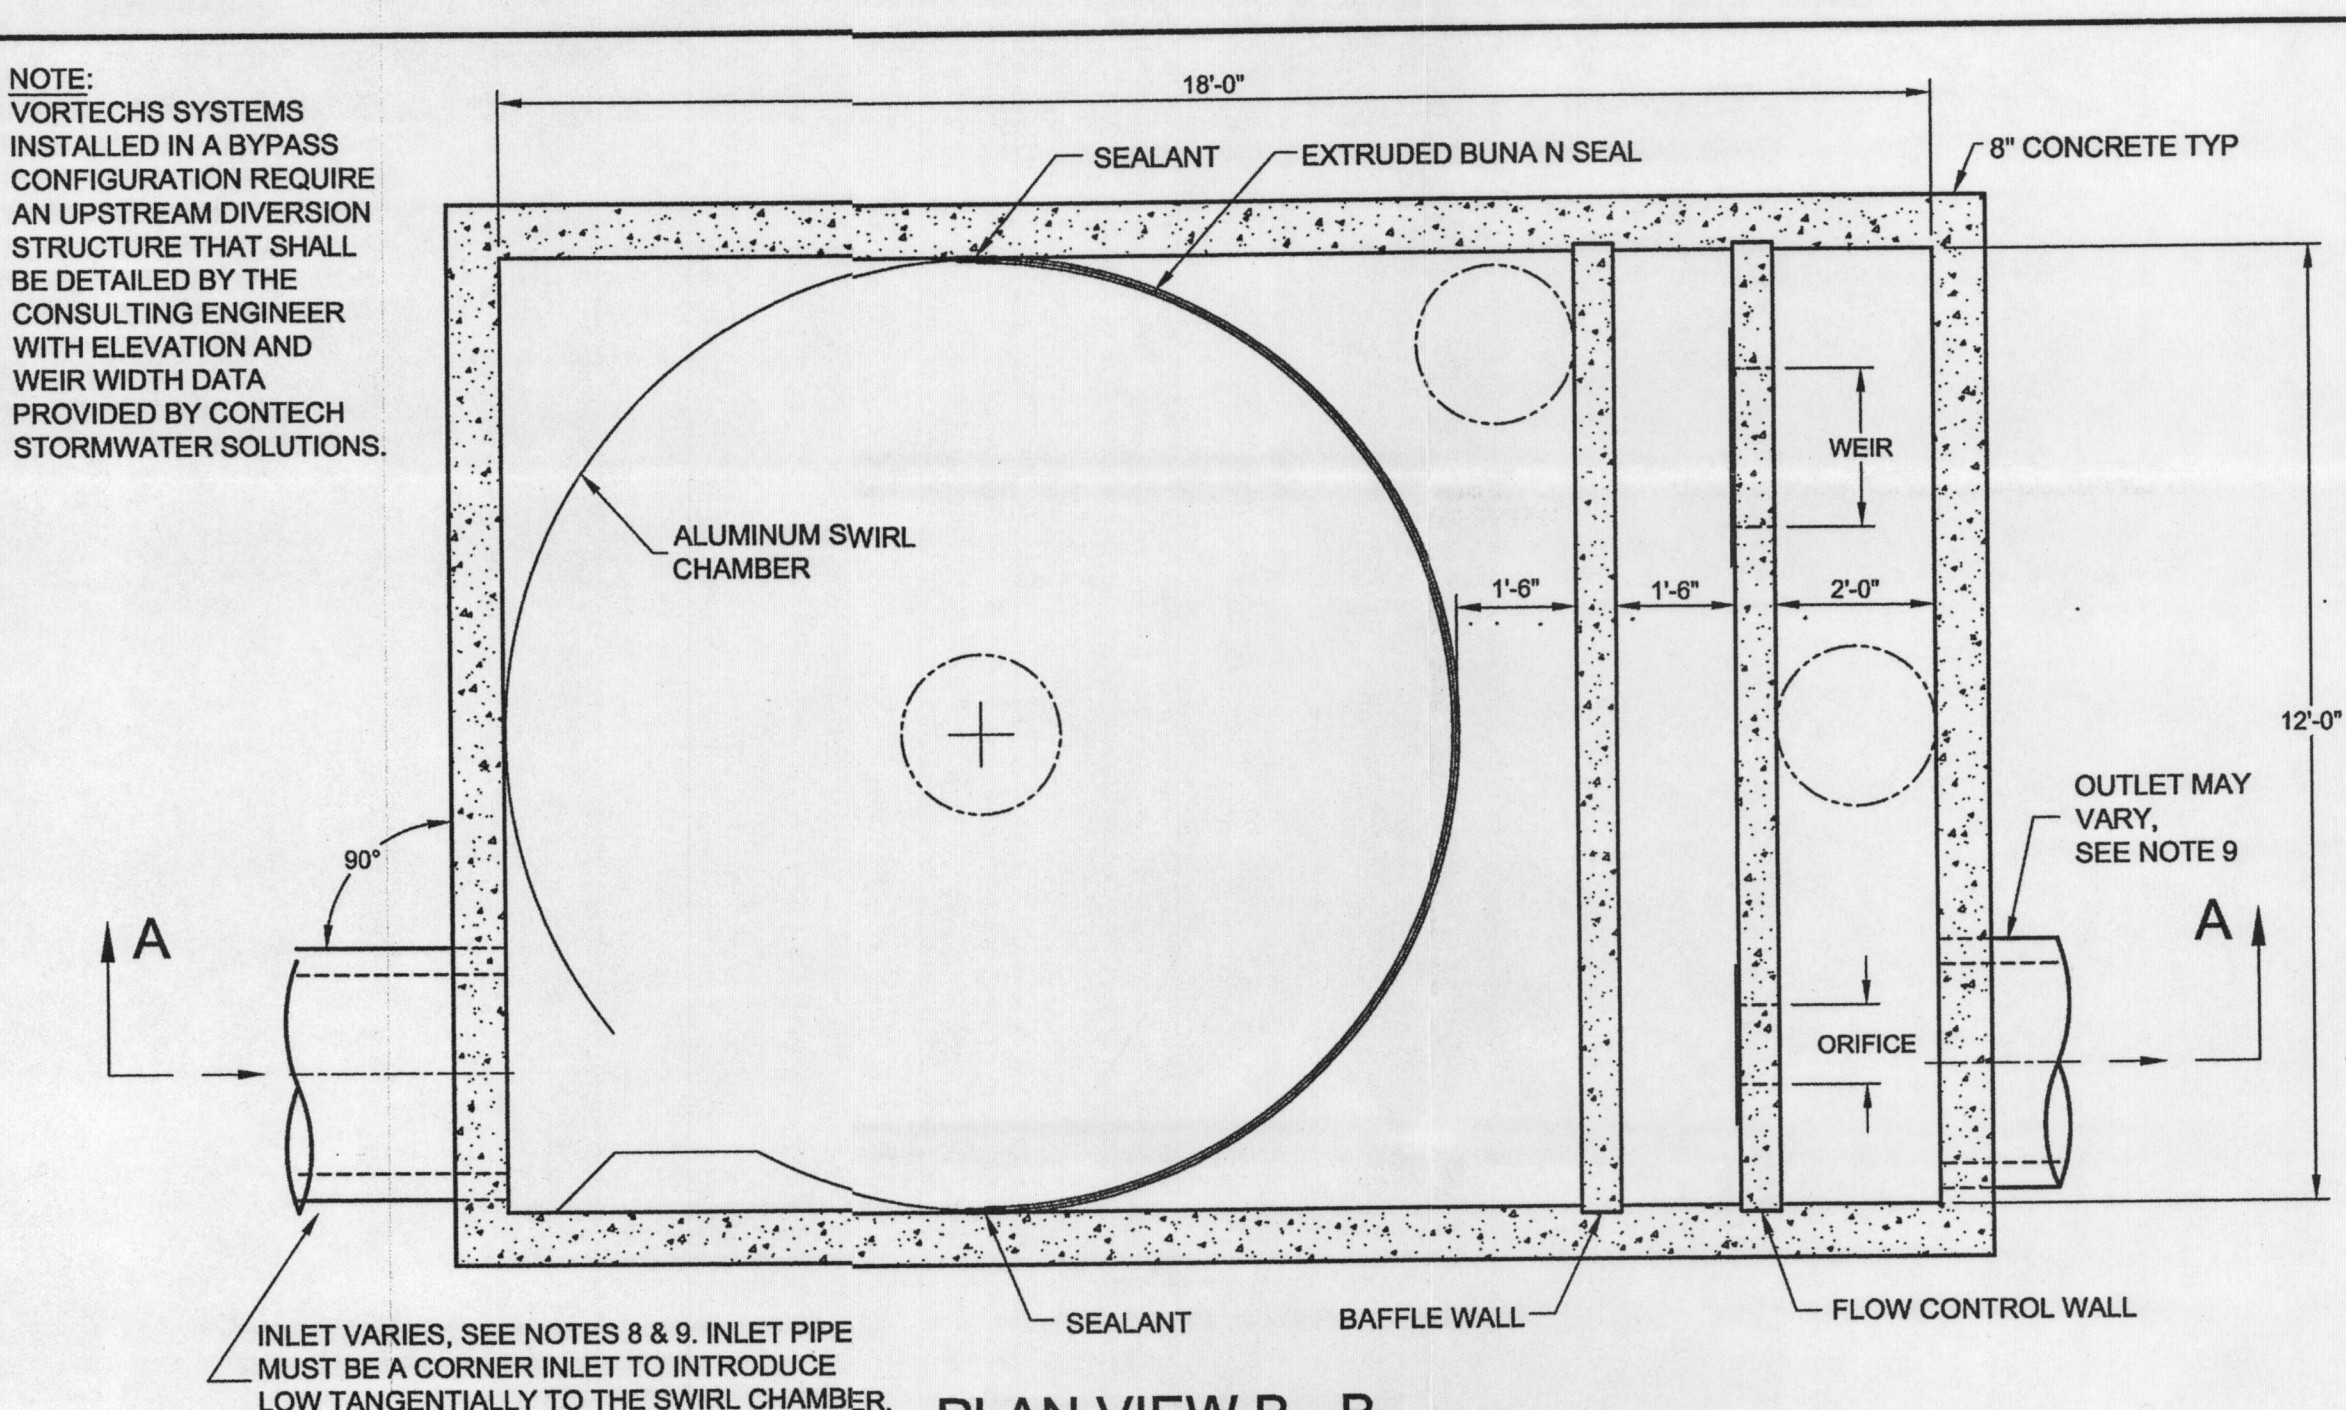 NOTE:
VORTECHS SYSTEMS
INSTALLED IN A BYPASS
CONFIGURATION REQUIRE
AN UPSTREAM DIVERSION
STRUCTURE THAT SHALL
BE DETAILED BY THE
CONSULTING ENGINEER
WITH ELEVATION AND
WEIR WIDTH DATA
PROVIDED BY CONTECH
STORMWATER SOLUTIONS.
18'-0"
SEALANT
EXTRUDED BUNA N SEAL
8" CONCRETE TYP
ALUMINUM SWIRL
CHAMBER
WEIR
1'-6"
1'-6"
2'-0"
12'-0"
90°
OUTLET MAY
VARY,
SEE NOTE 9
A
A
ORIFICE
SEALANT
BAFFLE WALL
FLOW CONTROL WALL
INLET VARIES, SEE NOTES 8 & 9. INLET PIPE
MUST BE A CORNER INLET TO INTRODUCE
LOW TANGENTIALLY TO THE SWIRL CHAMBER.
PLAN VIEW B - B